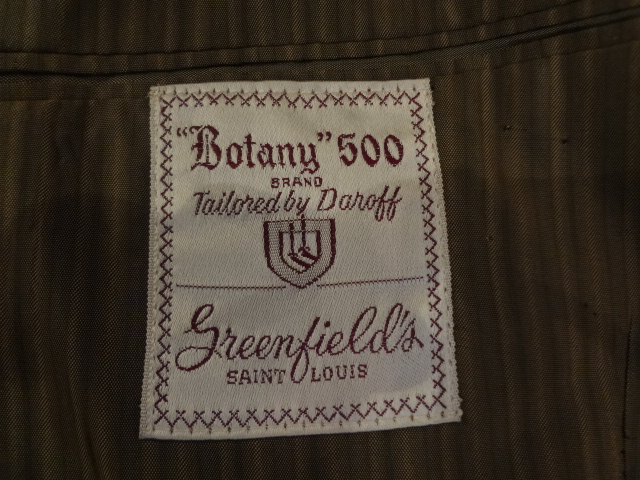 "Botany" 500
BRAND
Tailored by Daroff
Greenfield's
SAINT LOUIS